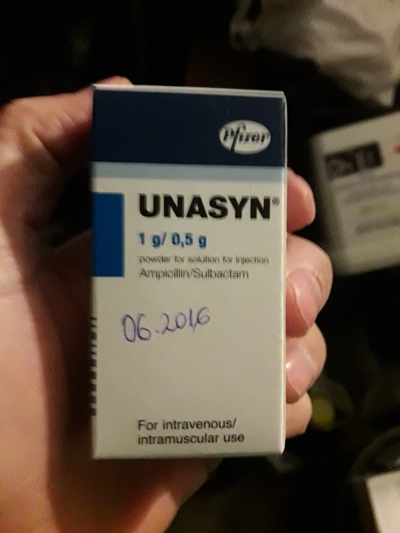 Pfizer
UNASYN®
1 g/ 0,5 g
powder for solution for injection
Ampicillin/Sulbactam
06.2016
For intravenous/
intramuscular use